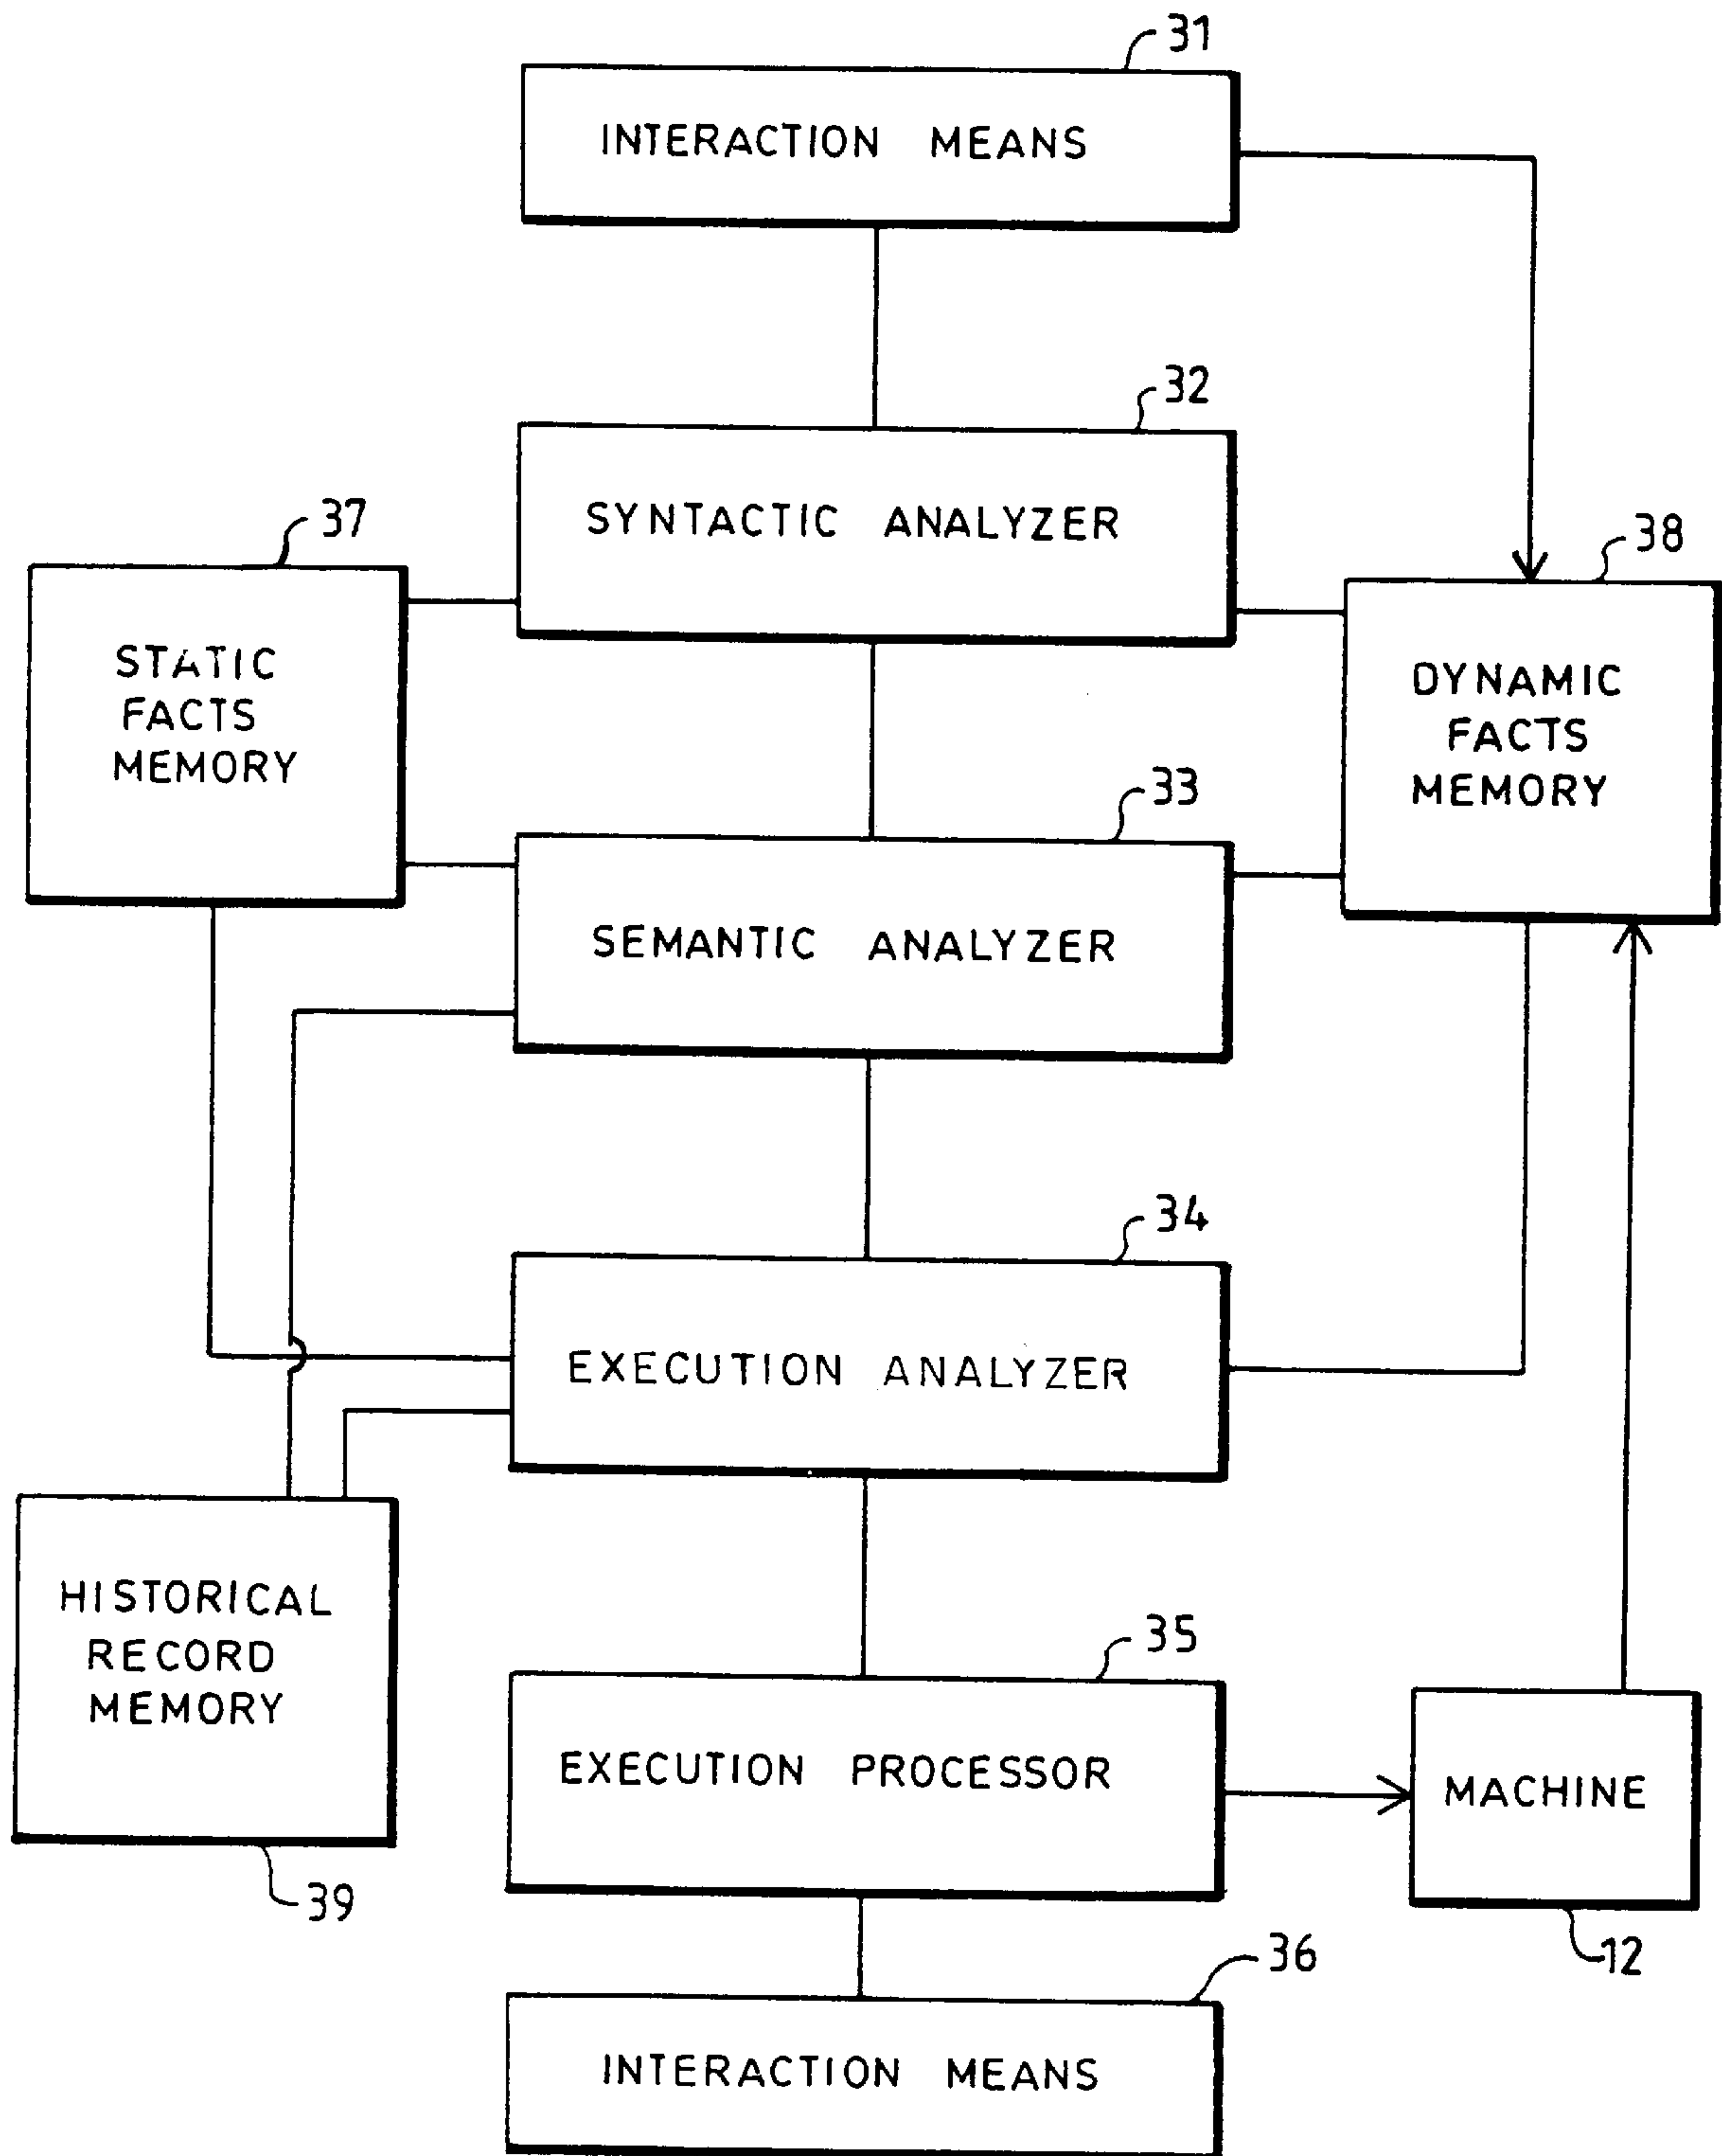 31
INTERACTION MEANS
32
SYNTACTIC ANALYZER
37
STATIC
FACTS
MEMORY
38
DYNAMIC
FACTS
MEMORY
33
SEMANTIC ANALYZER
34
EXECUTION ANALYZER
HISTORICAL
RECORD
MEMORY
39
35
EXECUTION PROCESSOR
MACHINE
12
36
INTERACTION MEANS